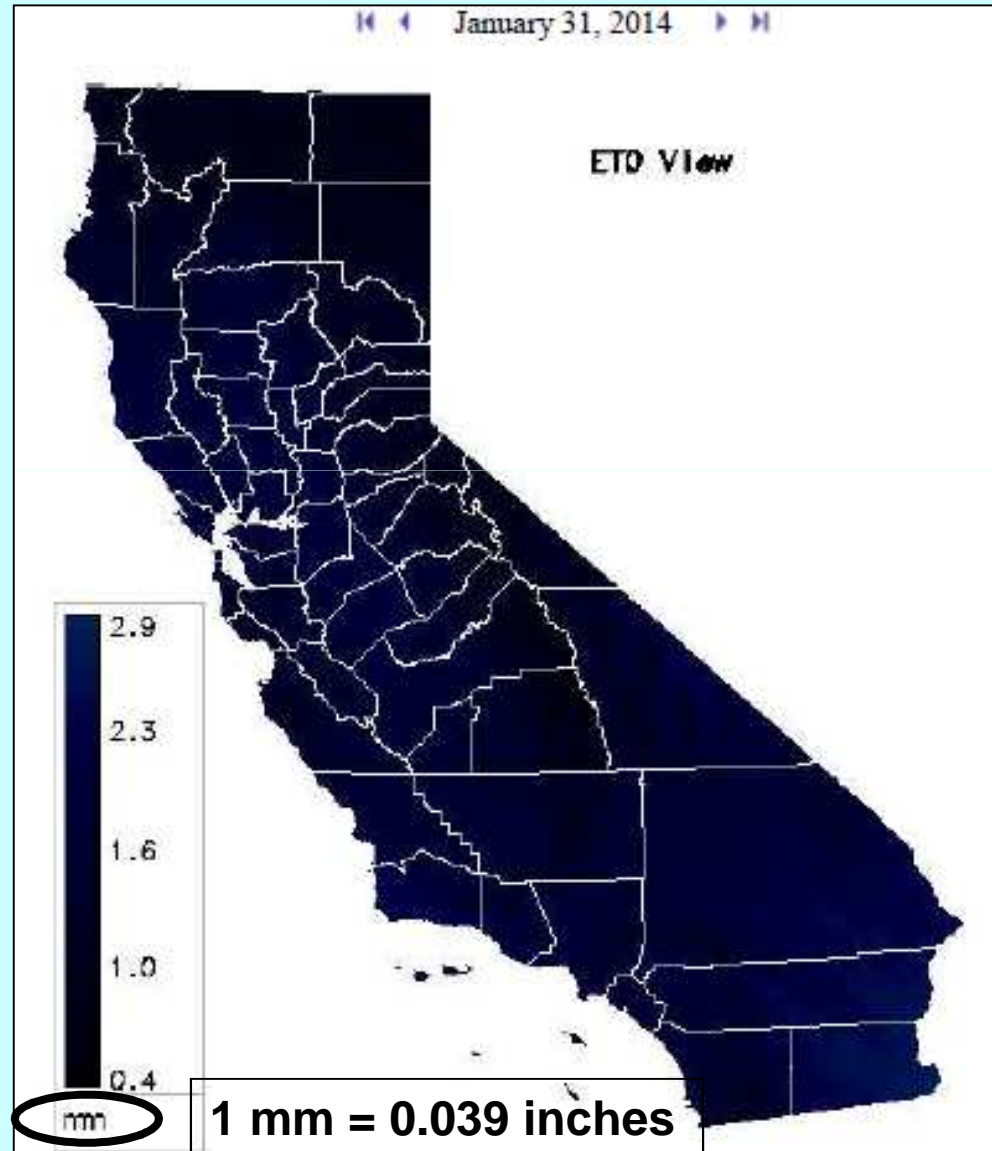 January 31, 2014
ETO View
2.9
2.3
1.6
1.0
0.4
mm
1 mm = 0.039 inches